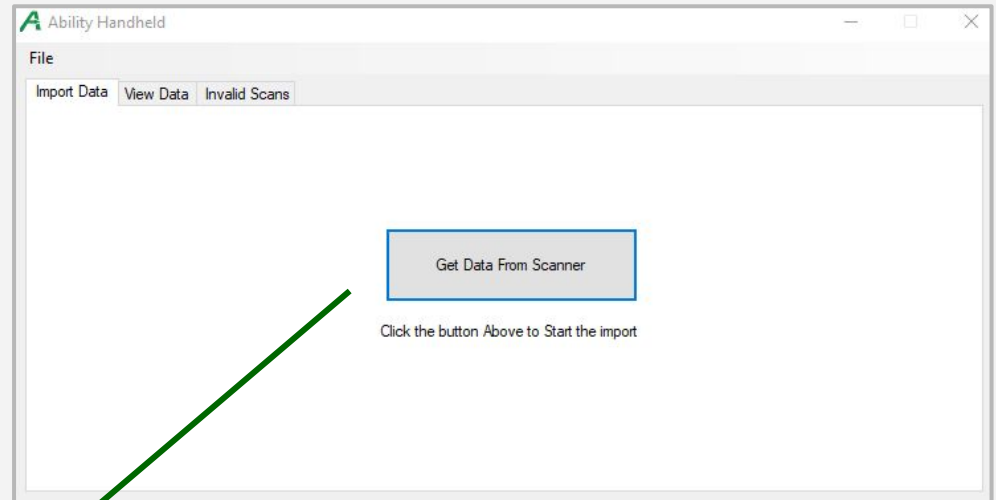 Ability Handheld
File
Import Data View Data Invalid Scans
Get Data From Scanner
Click the button Above to Start the import